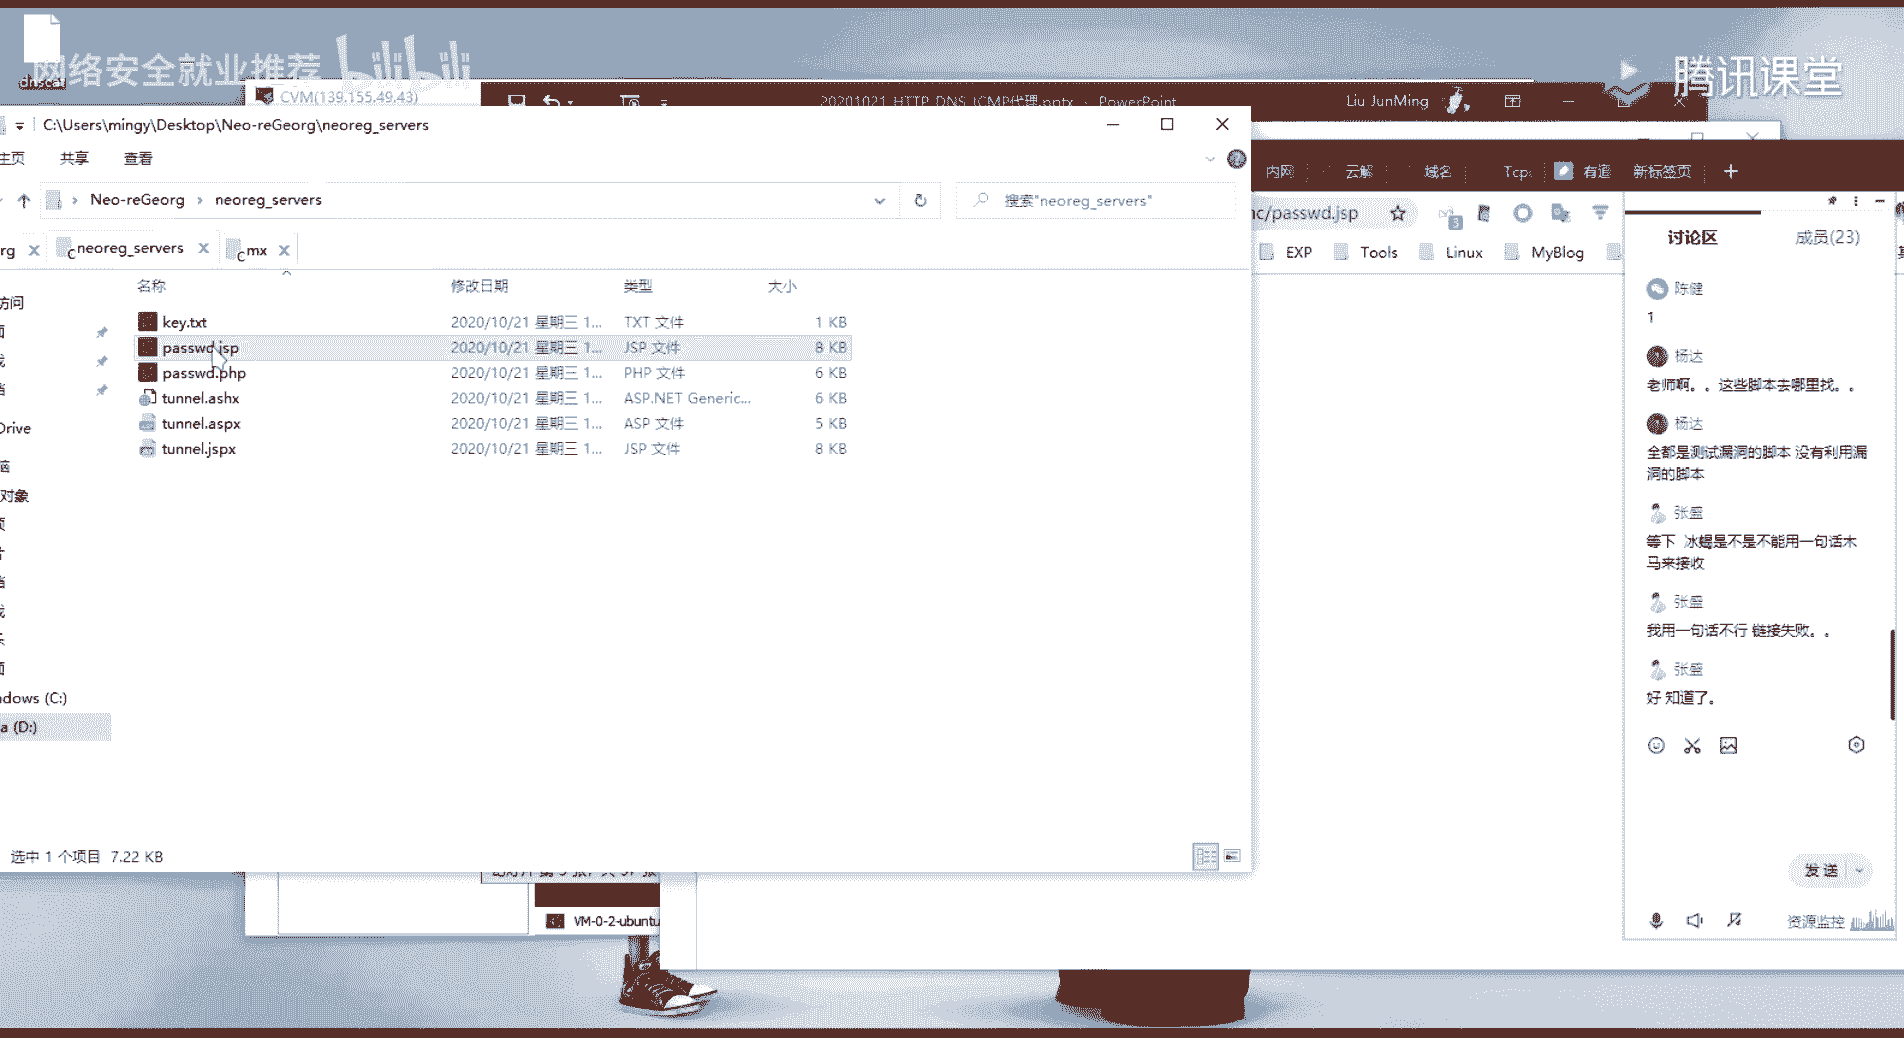 网络安全就业推荐 bilibili
腾讯课堂
CVM(139.155.49.43)
20201021_HTTP_DNS_ICMP代理.pptx - PowerPoint
Liu JunMing
C:\Users\mingy\Desktop\Neo-reGeorg\neoreg_servers
主页 共享 查看
Neo-reGeorg › neoreg_servers
搜索"neoreg_servers"
rg neoreg_servers mx
名称 修改日期 类型 大小
key.txt 2020/10/21 星期三 1... TXT 文件 1 KB
passwd.jsp 2020/10/21 星期三 1... JSP 文件 8 KB
passwd.php 2020/10/21 星期三 1... PHP 文件 6 KB
tunnel.ashx 2020/10/21 星期三 1... ASP.NET Generic... 6 KB
tunnel.aspx 2020/10/21 星期三 1... ASP 文件 5 KB
tunnel.jspx 2020/10/21 星期三 1... JSP 文件 8 KB
访问
Drive
脑
对象
ndows (C:)
a (D:)
选中 1 个项目 7.22 KB
VM-0-2-ubuntu
内网 云解 域名 Tcp 有道 新标签页
nc/passwd.jsp
3
EXP Tools Linux MyBlog
讨论区 成员(23)
陈健
1
杨达
老师啊。。这些脚本去哪里找。。
杨达
全都是测试漏洞的脚本 没有利用漏
洞的脚本
张盛
等下 冰蝎是不是不能用一句话木
马来接收
张盛
我用一句话不行 链接失败。。
张盛
好 知道了。
发送
资源监控